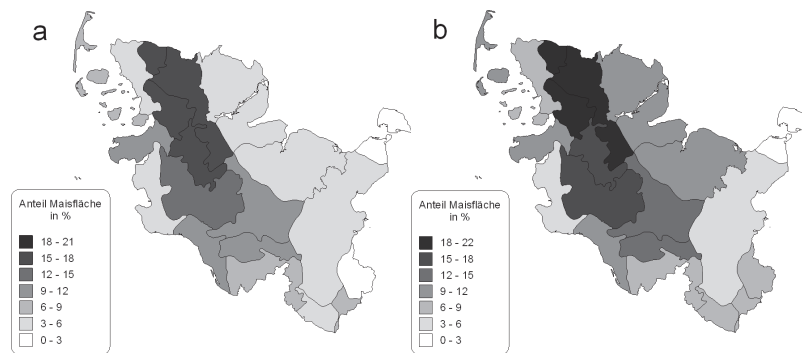 a
Anteil Maisfläche
in %
18 - 21
15 - 18
12 - 15
9 - 12
6 - 9
3 - 6
0 - 3
b
Anteil Maisfläche
in %
18 - 22
15 - 18
12 - 15
9 - 12
6 - 9
3 - 6
0 - 3